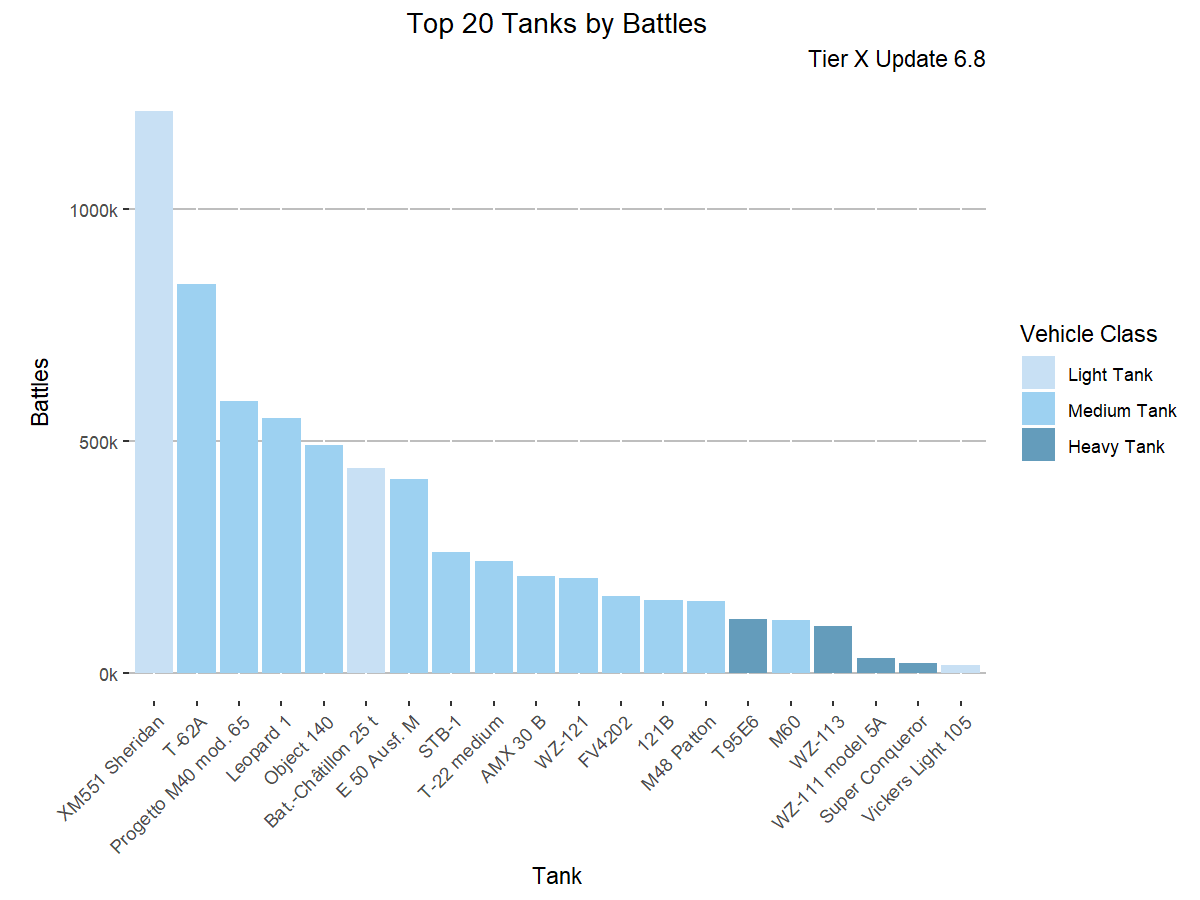 Top 20 Tanks by Battles
Tier X Update 6.8
Battles
1000k
500k
0k
XM551 Sheridan
T-62A
Progetto M40 mod. 65
Leopard 1
Object 140
Bat.-Châtillon 25 t
E 50 Ausf. M
STB-1
T-22 medium
AMX 30 B
WZ-121
FV4202
121B
M48 Patton
T95E6
M60
WZ-113
WZ-111 model 5A
Super Conqueror
Vickers Light 105
Tank
Vehicle Class
Light Tank
Medium Tank
Heavy Tank